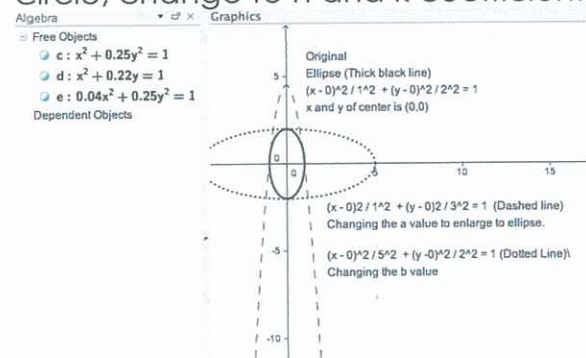 Algebra
Graphics
Free Objects
c : x² + 0.25y² = 1
d : x² + 0.22y = 1
e : 0.04x² + 0.25y² = 1
Dependent Objects
Original
Ellipse (Thick black line)
(x - 0)^2 / 1^2 + (y - 0)^2 / 2^2 = 1
x and y of center is (0,0)
5
0
0
5
10
15
(x - 0)2 / 1^2 + (y - 0)2 / 3^2 = 1 (Dashed line)
Changing the a value to enlarge to ellipse.
-5
(x - 0)^2 / 5^2 + (y -0)^2 / 2^2 = 1 (Dotted Line)\
Changing the b value
-10